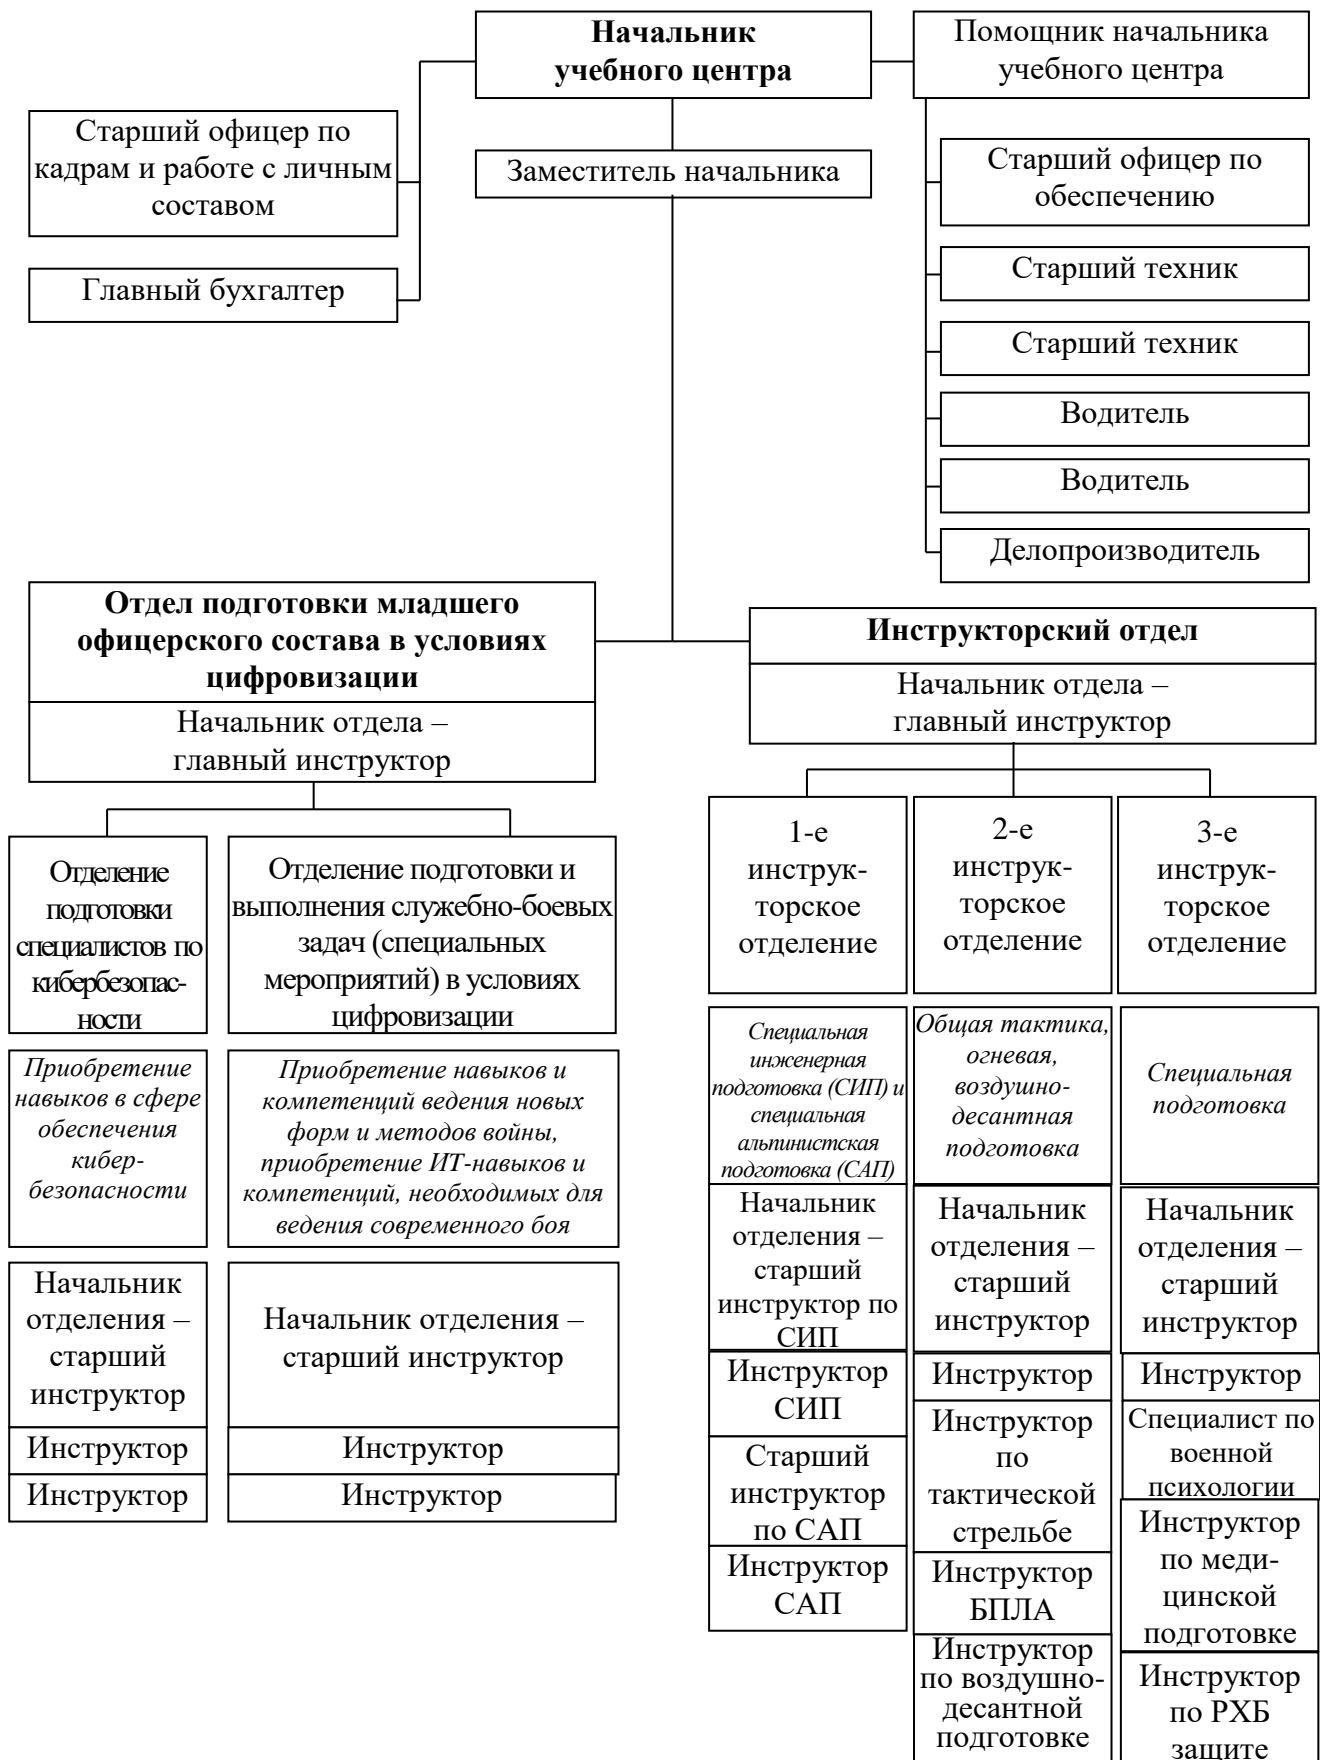 Начальник
учебного центра
Помощник начальника
учебного центра
Старший офицер по
кадрам и работе с личным
составом
Заместитель начальника
Старший офицер по
обеспечению
Главный бухгалтер
Старший техник
Старший техник
Водитель
Водитель
Делопроизводитель
Отдел подготовки младшего
офицерского состава в условиях
цифровизации
Начальник отдела –
главный инструктор
Инструкторский отдел
Начальник отдела –
главный инструктор
Отделение
подготовки
специалистов по
кибербезопас-
ности
Отделение подготовки и
выполнения служебно-боевых
задач (специальных
мероприятий) в условиях
цифровизации
1-е
инструк-
торское
отделение
2-е
инструк-
торское
отделение
3-е
инструк-
торское
отделение
Приобретение
навыков в сфере
обеспечения
кибер-
безопасности
Приобретение навыков и
компетенций ведения новых
форм и методов войны,
приобретение ИТ-навыков и
компетенций, необходимых для
ведения современного боя
Специальная
инженерная
подготовка (СИП) и
специальная
альпинистская
подготовка (САП)
Общая тактика,
огневая,
воздушно-
десантная
подготовка
Специальная
подготовка
Начальник
отделения –
старший
инструктор
Инструктор
Инструктор
Начальник отделения –
старший инструктор
Инструктор
Инструктор
Начальник
отделения –
старший
инструктор по
СИП
Инструктор
СИП
Старший
инструктор
по САП
Инструктор
САП
Начальник
отделения –
старший
инструктор
Инструктор
Инструктор
по
тактической
стрельбе
Инструктор
БПЛА
Инструктор
по воздушно-
десантной
подготовке
Начальник
отделения –
старший
инструктор
Инструктор
Специалист по
военной
психологии
Инструктор
по меди-
цинской
подготовке
Инструктор
по РХБ
защите